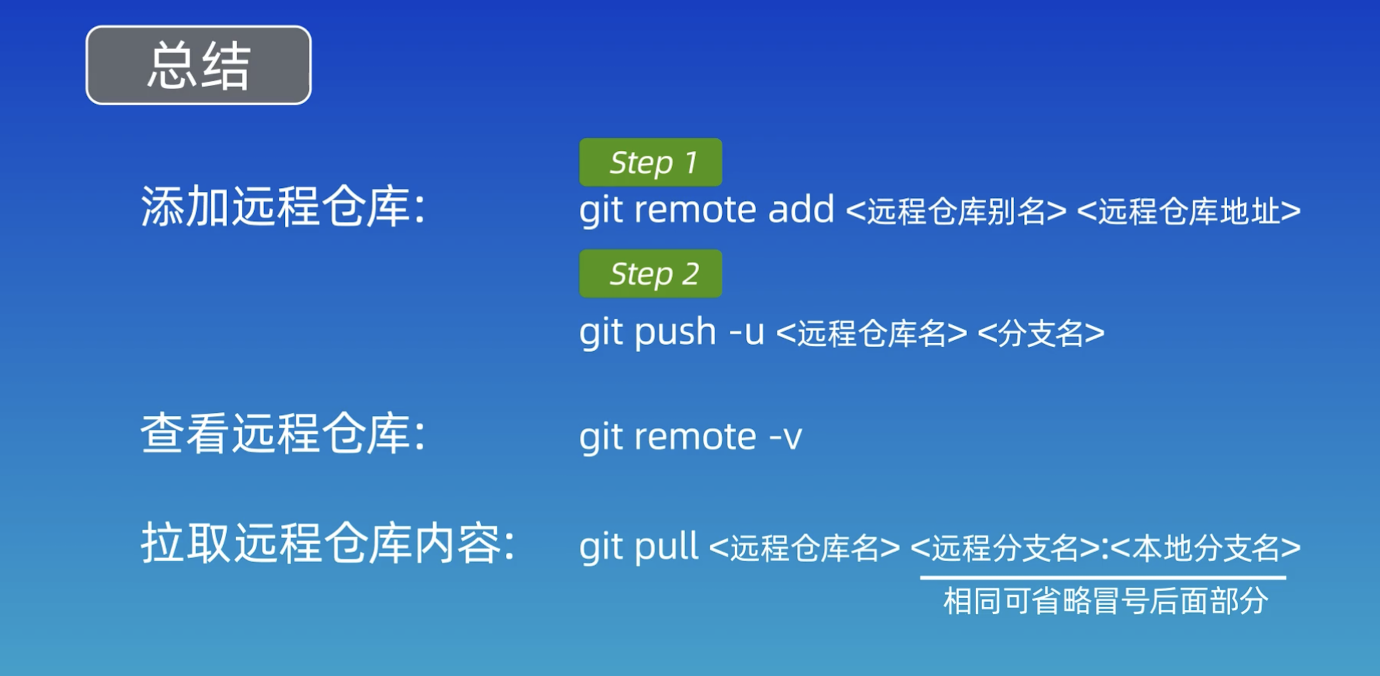 总结
添加远程仓库:
Step 1
git remote add <远程仓库别名> <远程仓库地址>
Step 2
git push -u <远程仓库名> <分支名>
查看远程仓库:
git remote -v
拉取远程仓库内容:
git pull <远程仓库名> <远程分支名>:<本地分支名>
相同可省略冒号后面部分